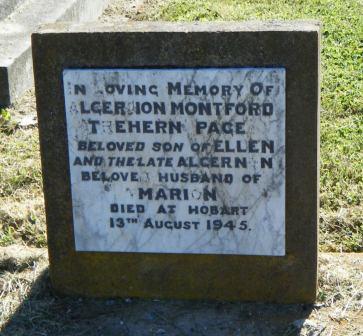 IN LOVING MEMORY OF
ALGERNON MONTFORD
TREHERN PAGE
BELOVED SON OF ELLEN
AND THE LATE ALGERNON
BELOVED HUSBAND OF
MARION
DIED AT HOBART
13TH AUGUST 1945.